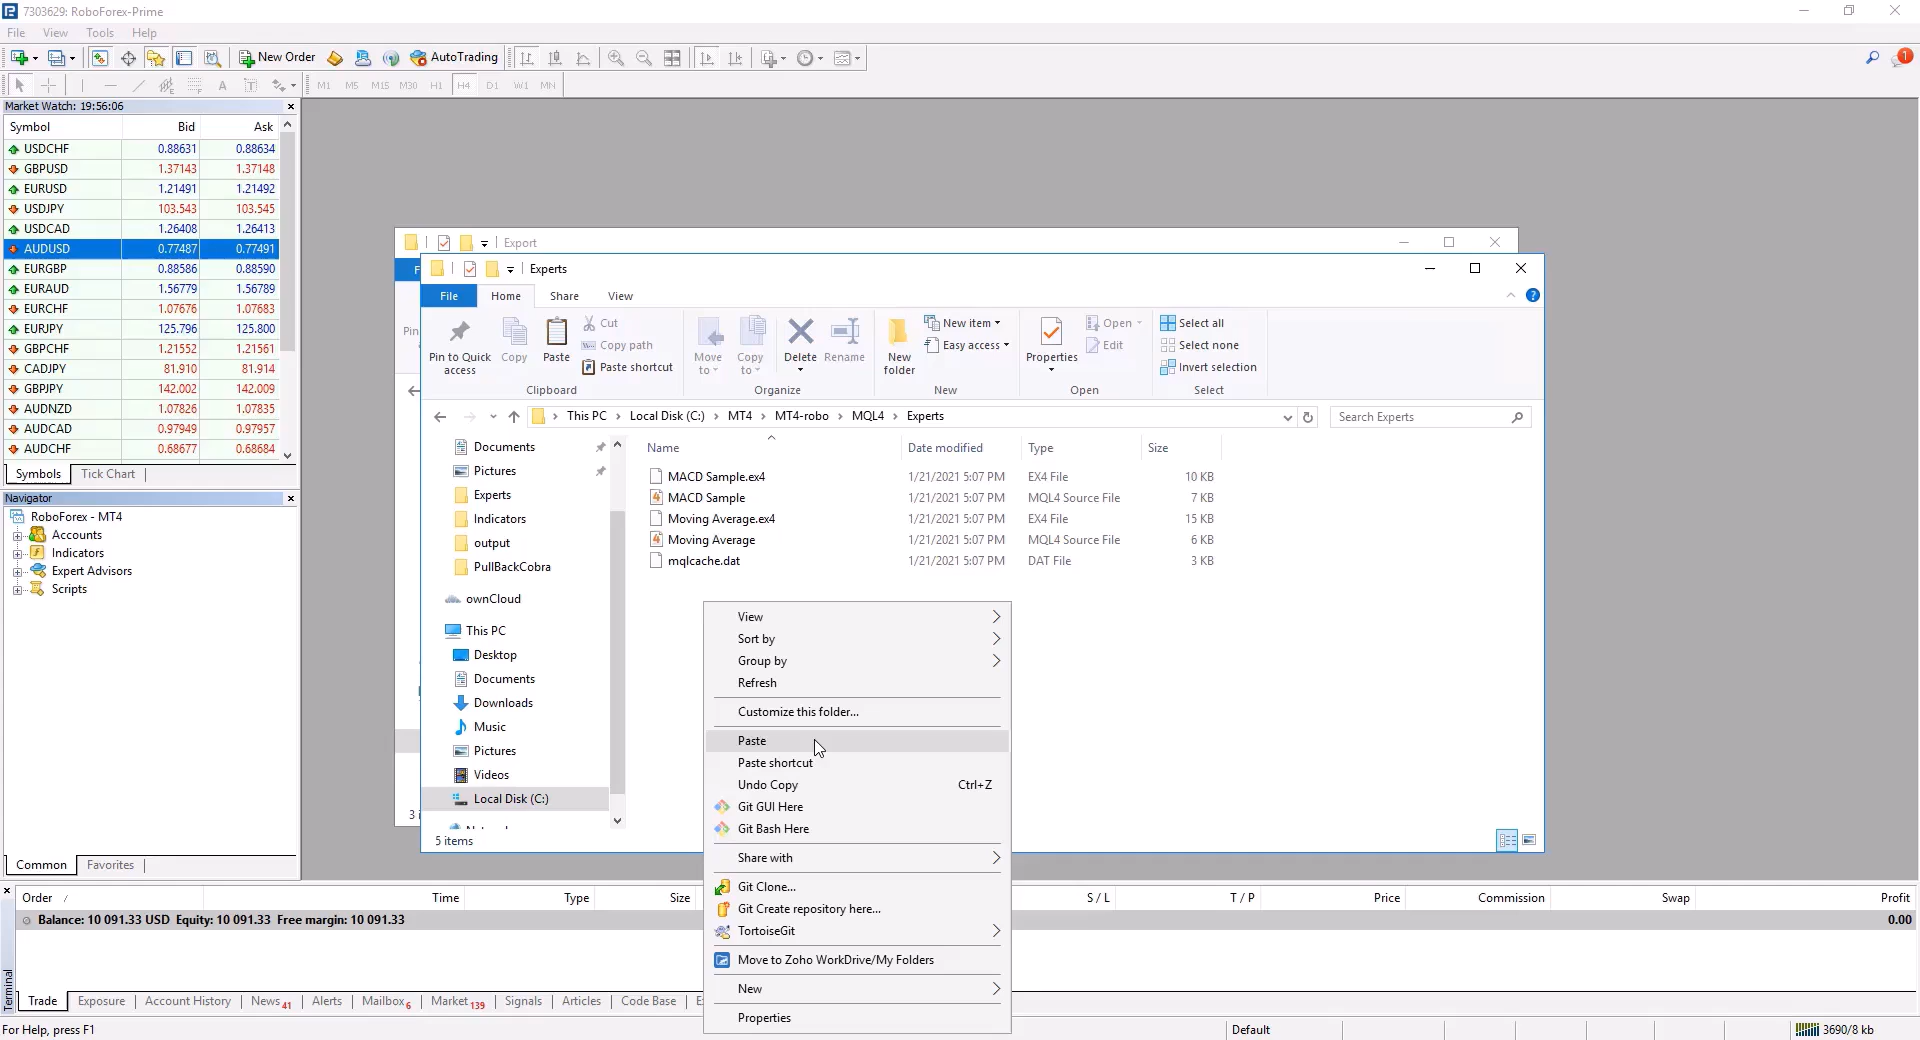 7303629: RoboForex-Prime
File View Tools Help
New Order AutoTrading 1
A T M1 M5 M15 M30 H1 H4 D1 W1 MN
Market Watch: 19:56:06
Symbol Bid Ask
USDCHF 0.88631 0.88634
GBPUSD 1.37143 1.37148
EURUSD 1.21491 1.21492
USDJPY 103.543 103.545
USDCAD 1.26408 1.26413
AUDUSD 0.77487 0.77491
EURGBP 0.88586 0.88590
EURAUD 1.56779 1.56789
EURCHF 1.07676 1.07683
EURJPY 125.796 125.800
GBPCHF 1.21552 1.21561
CADJPY 81.910 81.914
GBPJPY 142.002 142.009
AUDNZD 1.07826 1.07835
AUDCAD 0.97949 0.97957
AUDCHF 0.68677 0.68684
Symbols Tick Chart
Navigator
RoboForex - MT4
Accounts
Indicators
Expert Advisors
Scripts
Common Favorites
Export
Experts
File Home Share View
Pin to Quick access
Copy
Paste
Cut
Copy path
Paste shortcut
Clipboard
Move to
Copy to
Delete
Rename
Organize
New folder
New item
Easy access
New
Properties
Open
Edit
Open
Select all
Select none
Invert selection
Select
This PC Local Disk (C:) MT4 MT4-robo MQL4 Experts
Search Experts
Documents
Pictures
Experts
Indicators
output
PullBackCobra
ownCloud
This PC
Desktop
Documents
Downloads
Music
Pictures
Videos
Local Disk (C:)
5 items
Name Date modified Type Size
MACD Sample.ex4 1/21/2021 5:07 PM EX4 File 10 KB
MACD Sample 1/21/2021 5:07 PM MQL4 Source File 7 KB
Moving Average.ex4 1/21/2021 5:07 PM EX4 File 15 KB
Moving Average 1/21/2021 5:07 PM MQL4 Source File 6 KB
mqlcache.dat 1/21/2021 5:07 PM DAT File 3 KB
View
Sort by
Group by
Refresh
Customize this folder...
Paste
Paste shortcut
Undo Copy Ctrl+Z
Git GUI Here
Git Bash Here
Share with
Git Clone...
Git Create repository here...
TortoiseGit
Move to Zoho WorkDrive/My Folders
New
Properties
Order / Time Type Size S / L T / P Price Commission Swap Profit
Balance: 10 091.33 USD Equity: 10 091.33 Free margin: 10 091.33 0.00
Terminal
Trade Exposure Account History News 41 Alerts Mailbox 6 Market 139 Signals Articles Code Base
For Help, press F1 Default 3690/8 kb